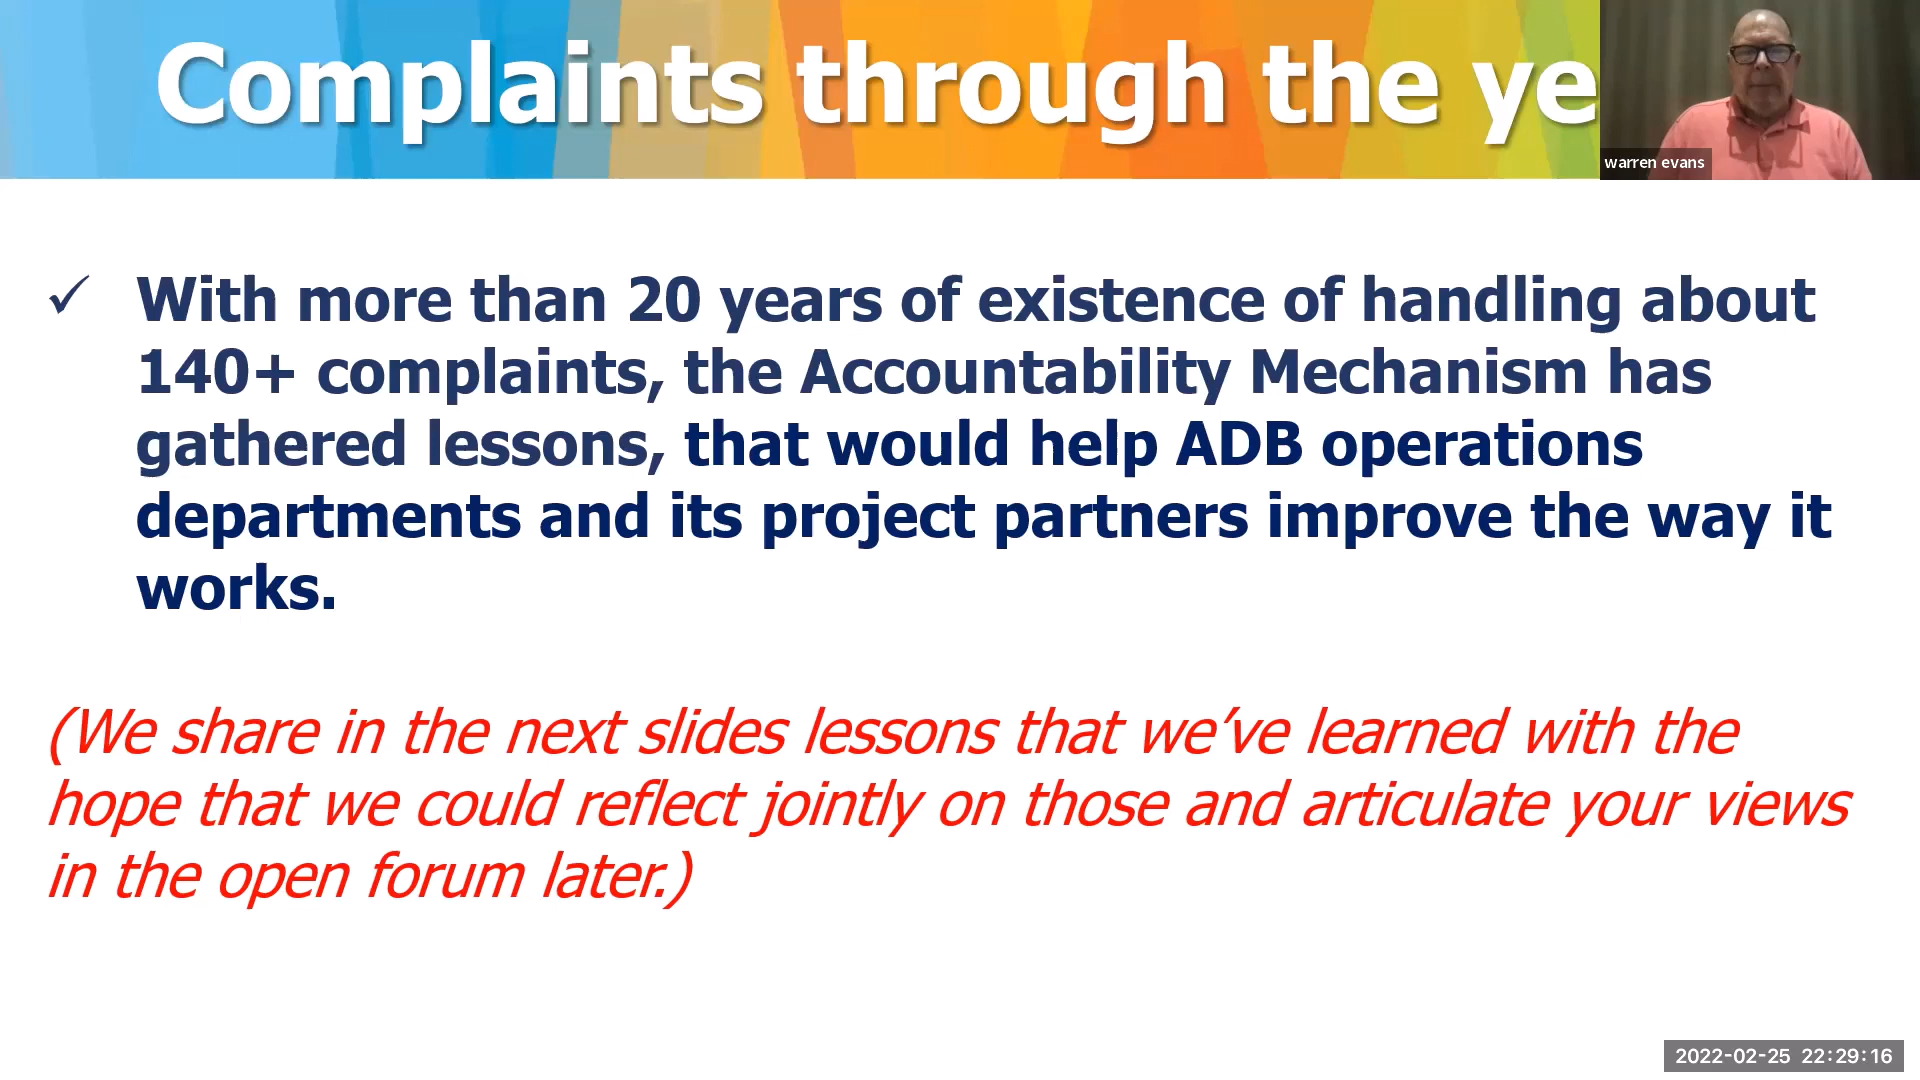 Complaints through the ye
warren evans
✓ With more than 20 years of existence of handling about
140+ complaints, the Accountability Mechanism has
gathered lessons, that would help ADB operations
departments and its project partners improve the way it
works.
(We share in the next slides lessons that we’ve learned with the
hope that we could reflect jointly on those and articulate your views
in the open forum later.)
2022-02-25 22:29:16